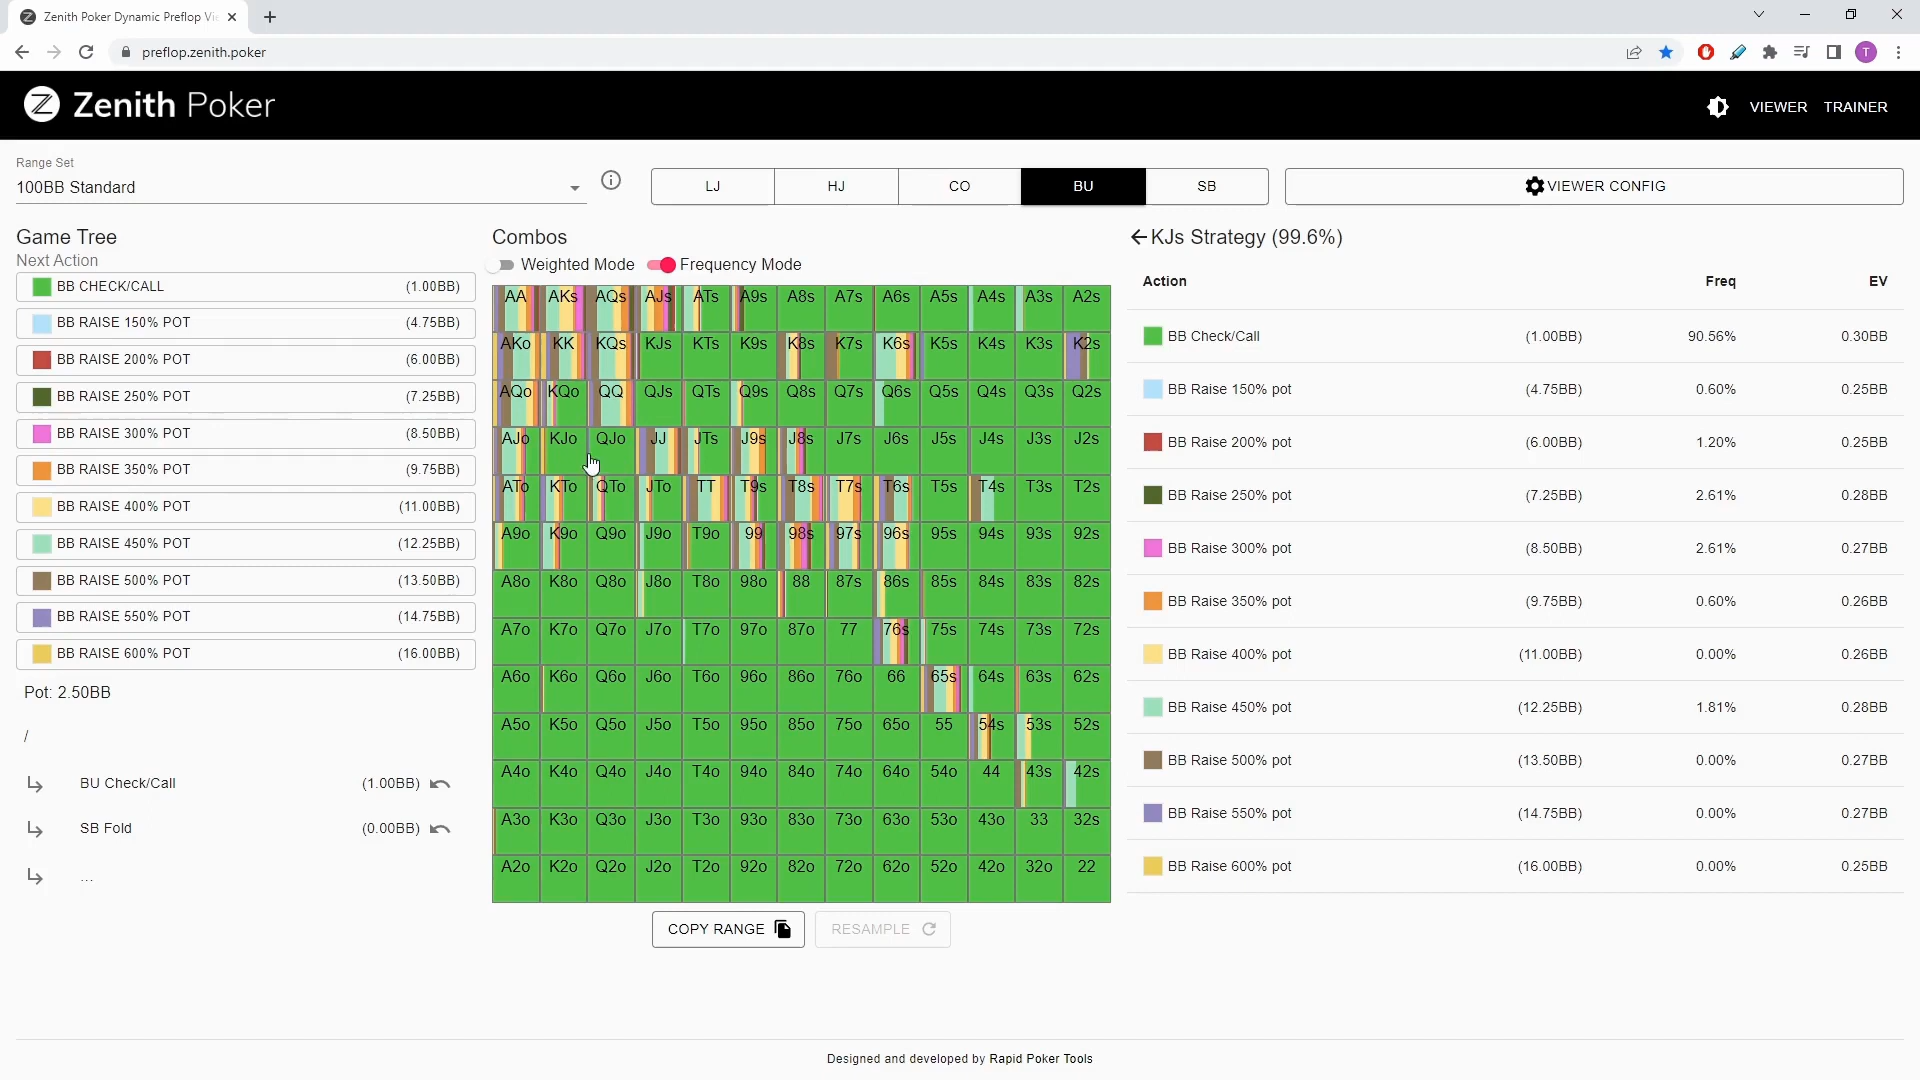 Zenith Poker Dynamic Preflop Vi
preflop.zenith.poker
T
Zenith Poker
VIEWER TRAINER
Range Set
100BB Standard
LJ HJ CO BU SB
VIEWER CONFIG
Game Tree
Next Action
BB CHECK/CALL (1.00BB)
BB RAISE 150% POT (4.75BB)
BB RAISE 200% POT (6.00BB)
BB RAISE 250% POT (7.25BB)
BB RAISE 300% POT (8.50BB)
BB RAISE 350% POT (9.75BB)
BB RAISE 400% POT (11.00BB)
BB RAISE 450% POT (12.25BB)
BB RAISE 500% POT (13.50BB)
BB RAISE 550% POT (14.75BB)
BB RAISE 600% POT (16.00BB)
Pot: 2.50BB
/
BU Check/Call (1.00BB)
SB Fold (0.00BB)
...
Combos
Weighted Mode Frequency Mode
AA AKs AQs AJs ATs A9s A8s A7s A6s A5s A4s A3s A2s
AKo KK KQs KJs KTs K9s K8s K7s K6s K5s K4s K3s K2s
AQo KQo QQ QJs QTs Q9s Q8s Q7s Q6s Q5s Q4s Q3s Q2s
AJo KJo QJo JJ JTs J9s J8s J7s J6s J5s J4s J3s J2s
ATo KTo QTo JTo TT T9s T8s T7s T6s T5s T4s T3s T2s
A9o K9o Q9o J9o T9o 99 98s 97s 96s 95s 94s 93s 92s
A8o K8o Q8o J8o T8o 98o 88 87s 86s 85s 84s 83s 82s
A7o K7o Q7o J7o T7o 97o 87o 77 76s 75s 74s 73s 72s
A6o K6o Q6o J6o T6o 96o 86o 76o 66 65s 64s 63s 62s
A5o K5o Q5o J5o T5o 95o 85o 75o 65o 55 54s 53s 52s
A4o K4o Q4o J4o T4o 94o 84o 74o 64o 54o 44 43s 42s
A3o K3o Q3o J3o T3o 93o 83o 73o 63o 53o 43o 33 32s
A2o K2o Q2o J2o T2o 92o 82o 72o 62o 52o 42o 32o 22
COPY RANGE RESAMPLE
KJs Strategy (99.6%)
Action Freq EV
BB Check/Call (1.00BB) 90.56% 0.30BB
BB Raise 150% pot (4.75BB) 0.60% 0.25BB
BB Raise 200% pot (6.00BB) 1.20% 0.25BB
BB Raise 250% pot (7.25BB) 2.61% 0.28BB
BB Raise 300% pot (8.50BB) 2.61% 0.27BB
BB Raise 350% pot (9.75BB) 0.60% 0.26BB
BB Raise 400% pot (11.00BB) 0.00% 0.26BB
BB Raise 450% pot (12.25BB) 1.81% 0.28BB
BB Raise 500% pot (13.50BB) 0.00% 0.27BB
BB Raise 550% pot (14.75BB) 0.00% 0.27BB
BB Raise 600% pot (16.00BB) 0.00% 0.25BB
Designed and developed by Rapid Poker Tools